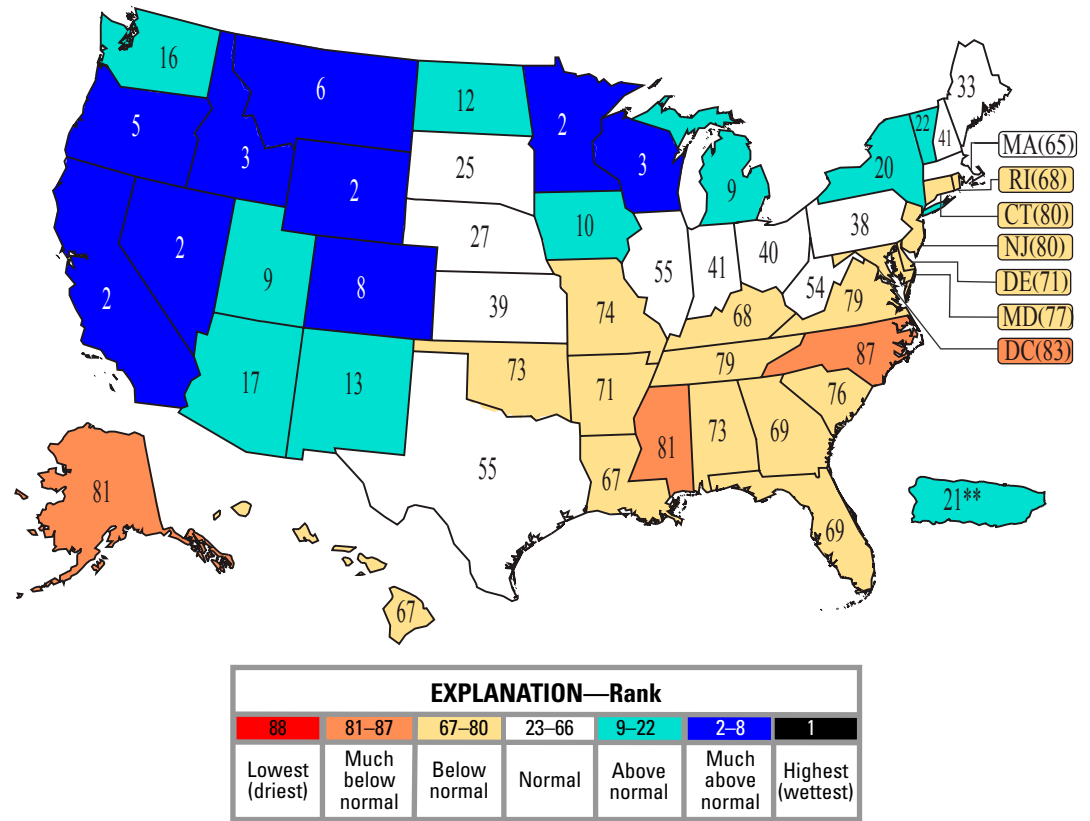 16
6
12
2
33
5
3
3
22
41
MA(65)
25
9
20
RI(68)
2
CT(80)
10
38
NJ(80)
27
40
2
55
41
DE(71)
9
8
54
79
2
39
74
68
MD(77)
DC(83)
87
79
73
17
13
71
76
81
73
69
55
67
81
21**
69
67
EXPLANATION—Rank
88 81–87 67–80 23–66 9–22 2–8 1
Lowest (driest)
Much below normal
Below normal
Normal
Above normal
Much above normal
Highest (wettest)